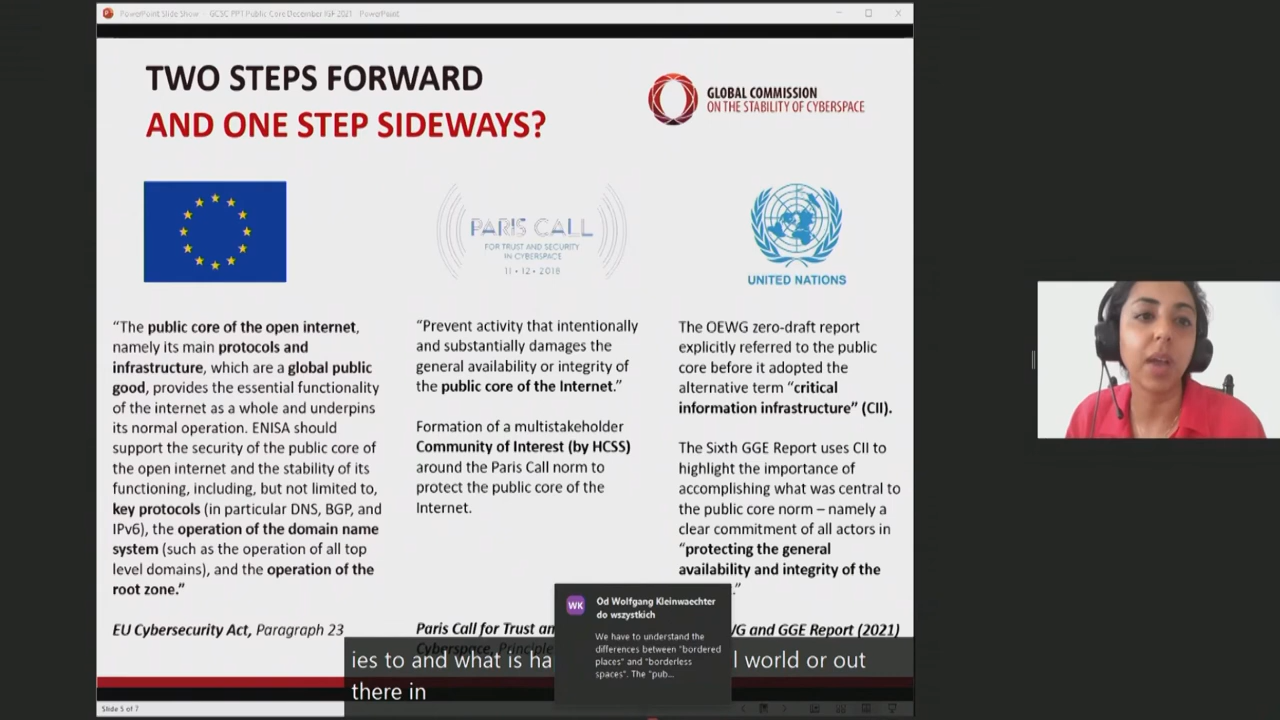 PowerPoint Slide Show - GCSC PPT Public Core December IGF 2021 - PowerPoint
TWO STEPS FORWARD
AND ONE STEP SIDEWAYS?
GLOBAL COMMISSION
ON THE STABILITY OF CYBERSPACE
PARIS CALL
FOR TRUST AND SECURITY
IN CYBERSPACE
11 • 12 • 2018
UNITED NATIONS
“The public core of the open internet,
namely its main protocols and
infrastructure, which are a global public
good, provides the essential functionality
of the internet as a whole and underpins
its normal operation. ENISA should
support the security of the public core of
the open internet and the stability of its
functioning, including, but not limited to,
key protocols (in particular DNS, BGP, and
IPv6), the operation of the domain name
system (such as the operation of all top
level domains), and the operation of the
root zone.”
EU Cybersecurity Act, Paragraph 23
“Prevent activity that intentionally
and substantially damages the
general availability or integrity of
the public core of the Internet.”
Formation of a multistakeholder
Community of Interest (by HCSS)
around the Paris Call norm to
protect the public core of the
Internet.
Paris Call for Trust an
Cyberspace, Principle
The OEWG zero-draft report
explicitly referred to the public
core before it adopted the
alternative term “critical
information infrastructure” (CII).
The Sixth GGE Report uses CII to
highlight the importance of
accomplishing what was central to
the public core norm – namely a
clear commitment of all actors in
“protecting the general
availability and integrity of the
”
WG and GGE Report (2021)
WK
Od Wolfgang Kleinwaechter
do wszystkich
We have to understand the
differences between "bordered
places" and "borderless
spaces". The "pub...
ies to and what is ha l world or out
there in
Slide 5 of 7